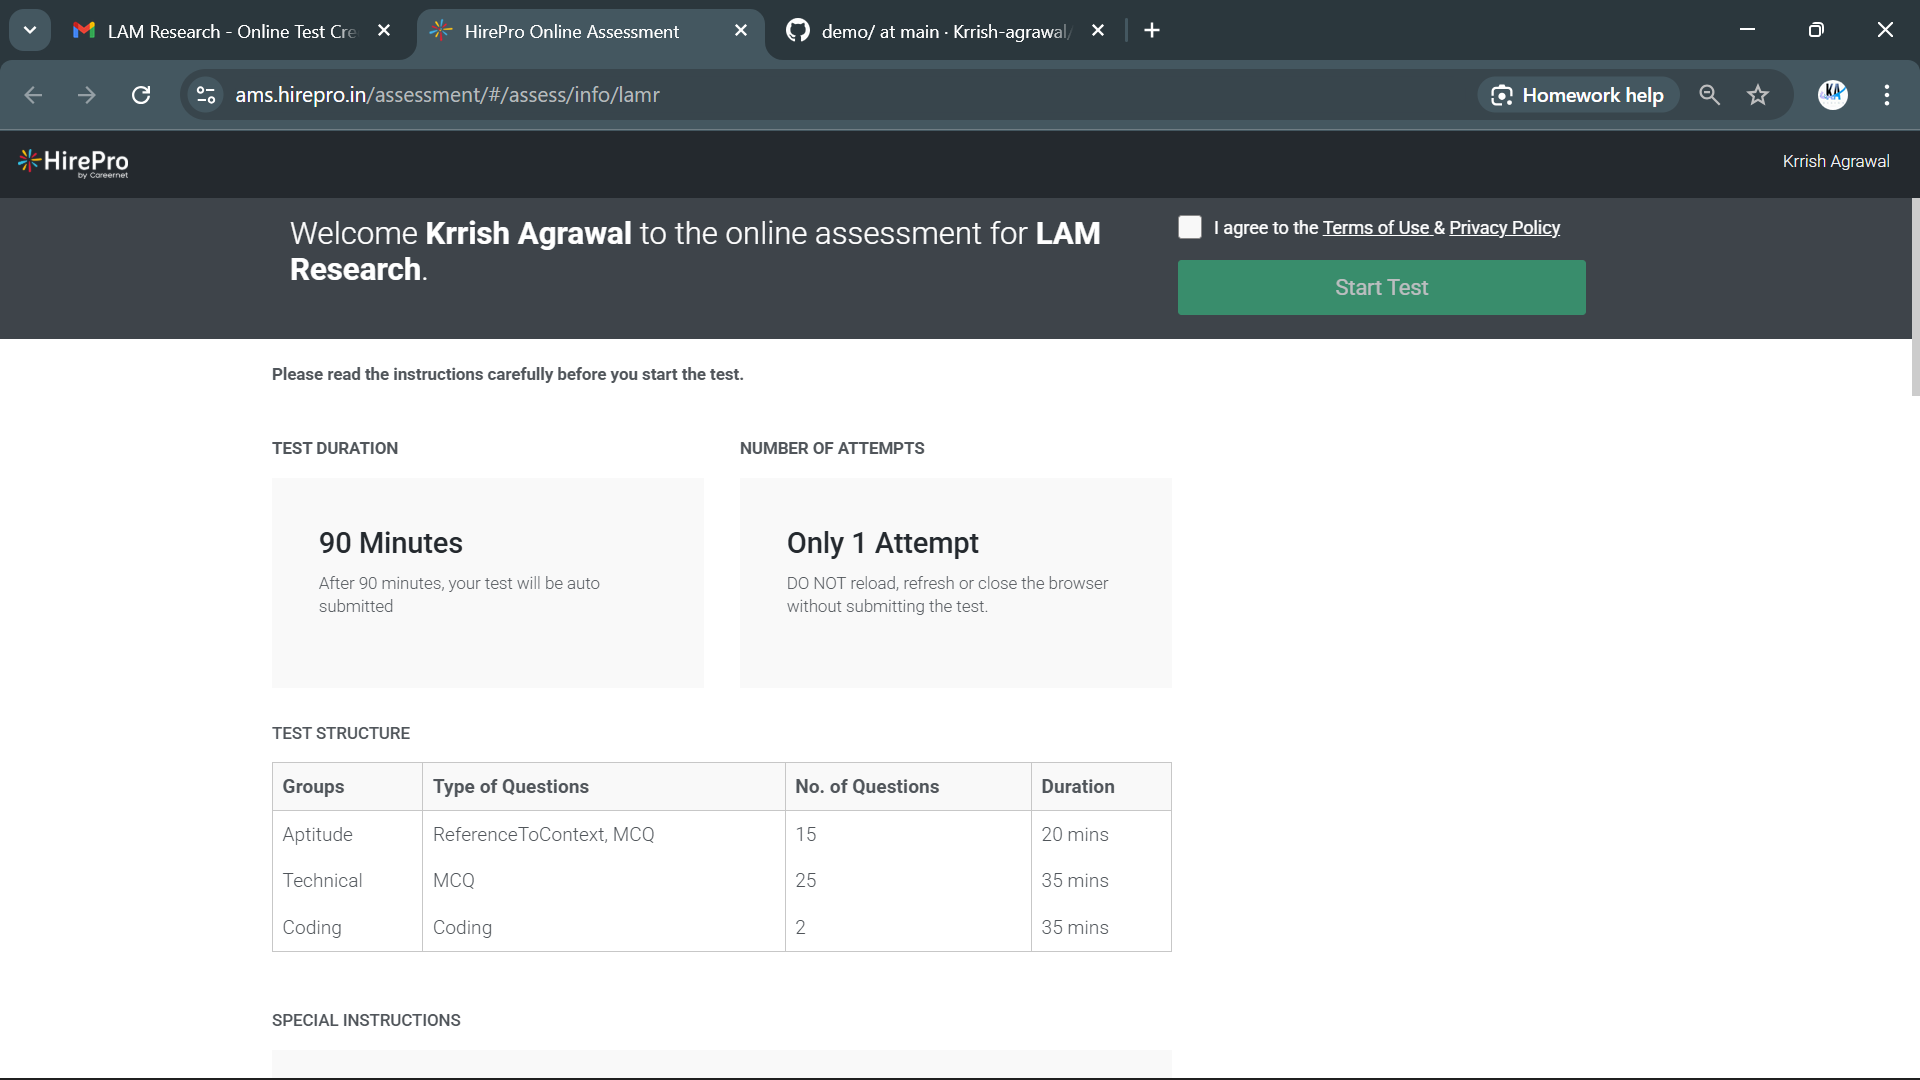 LAM Research - Online Test Cre
HirePro Online Assessment
demo/ at main · Krrish-agrawal/
ams.hirepro.in/assessment/#/assess/info/lamr
Homework help
KA
HirePro
by Careernet
Krrish Agrawal
Welcome Krrish Agrawal to the online assessment for LAM
Research.
I agree to the Terms of Use & Privacy Policy
Start Test
Please read the instructions carefully before you start the test.
TEST DURATION
90 Minutes
After 90 minutes, your test will be auto
submitted
NUMBER OF ATTEMPTS
Only 1 Attempt
DO NOT reload, refresh or close the browser
without submitting the test.
TEST STRUCTURE
Groups Type of Questions No. of Questions Duration
Aptitude ReferenceToContext, MCQ 15 20 mins
Technical MCQ 25 35 mins
Coding Coding 2 35 mins
SPECIAL INSTRUCTIONS